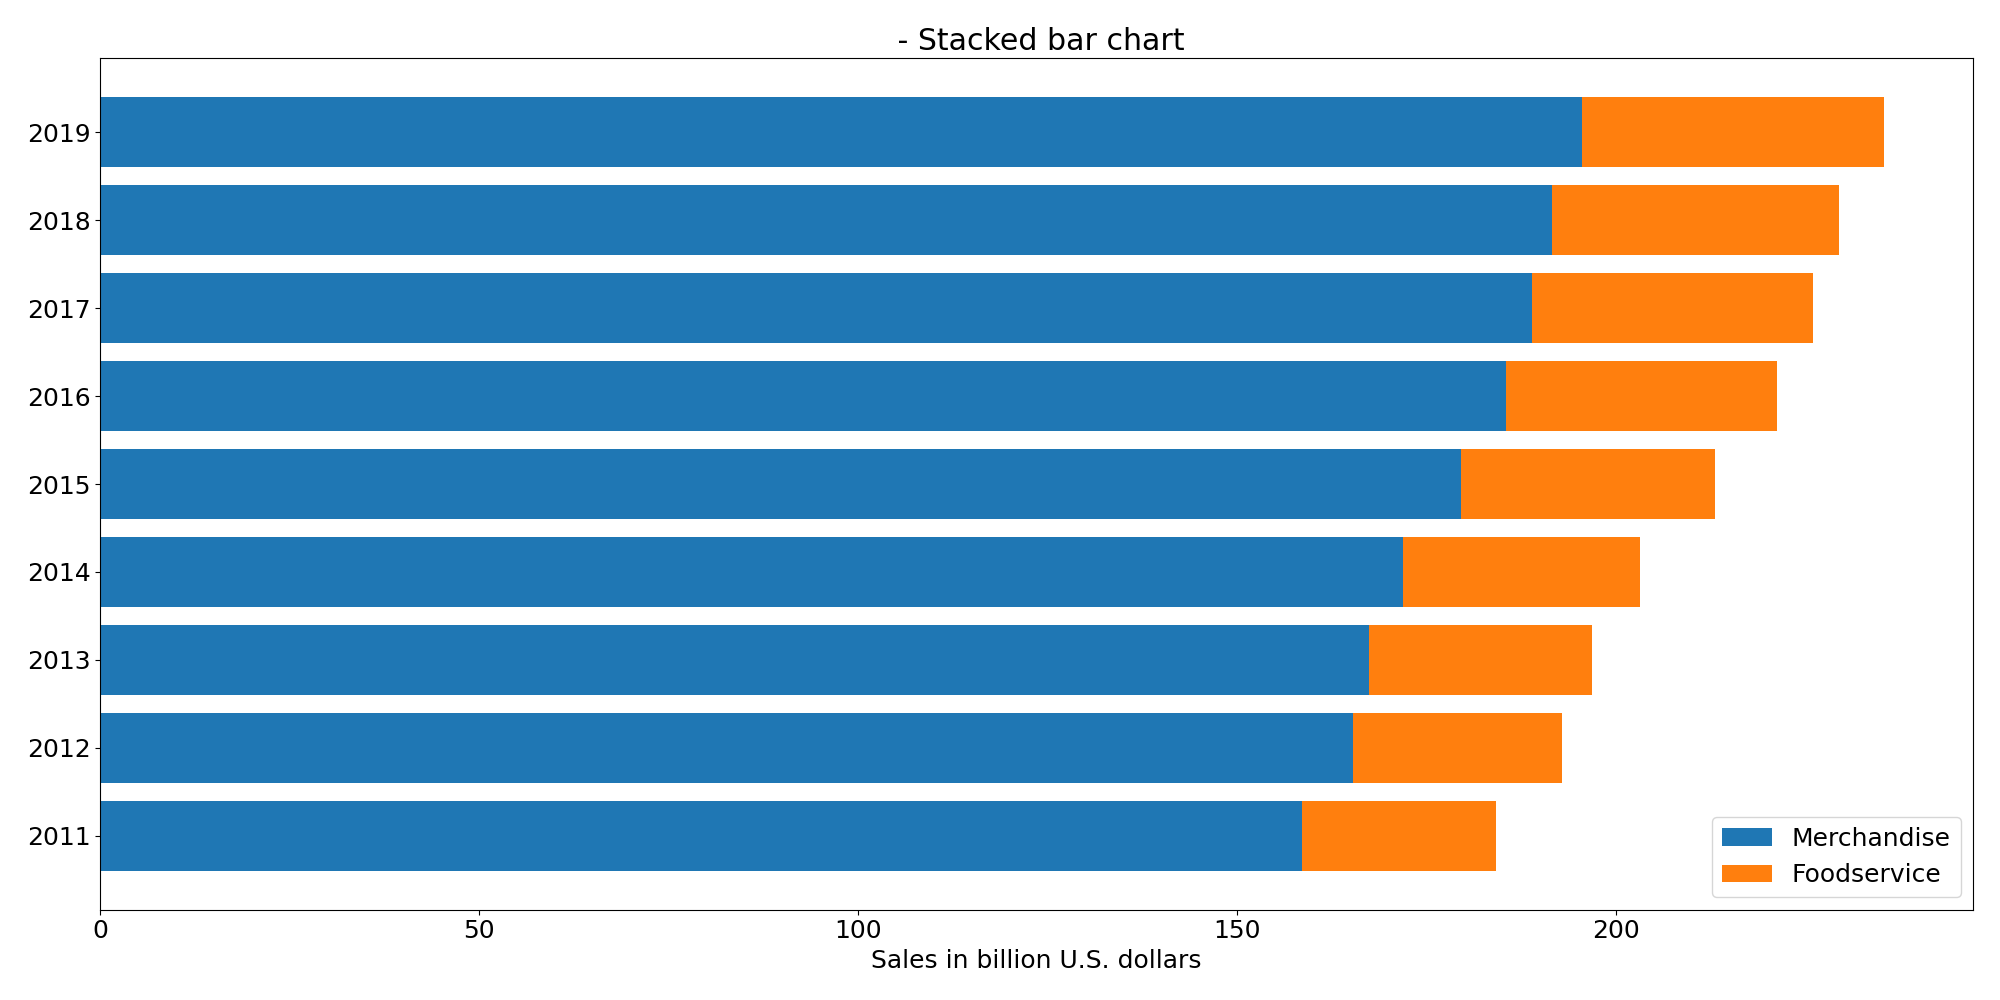 - Stacked bar chart
2019
2018
2017
2016
2015
2014
2013
2012
2011
Merchandise
Foodservice
0 50 100 150 200
Sales in billion U.S. dollars